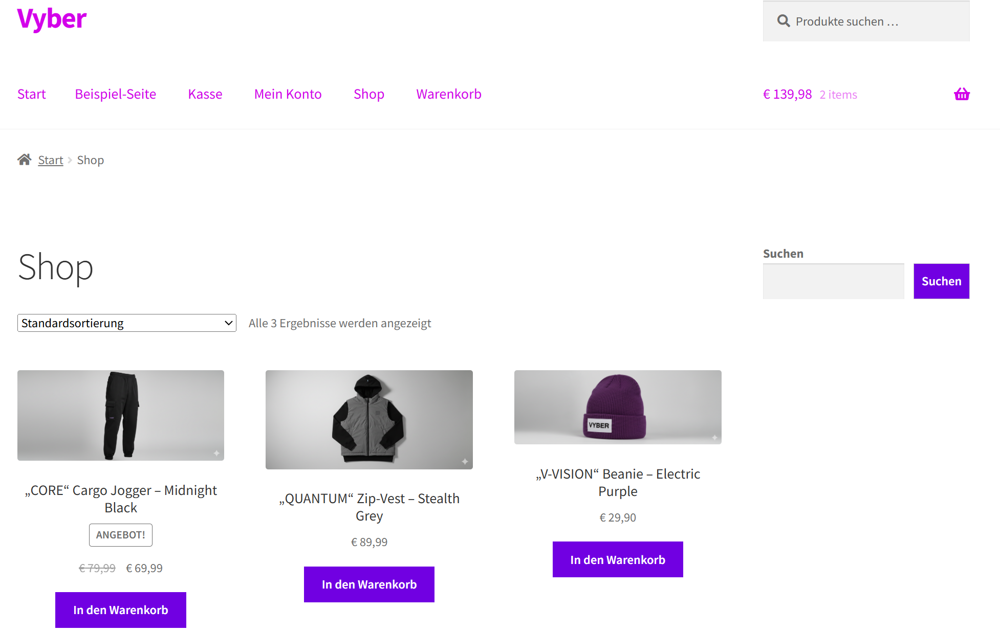 Vyber
Produkte suchen …
Start
Beispiel-Seite
Kasse
Mein Konto
Shop
Warenkorb
€ 139,98 2 items
Start
Shop
Shop
Suchen
Suchen
Standardsortierung
Alle 3 Ergebnisse werden angezeigt
„CORE“ Cargo Jogger – Midnight
Black
ANGEBOT!
€ 79,99 € 69,99
In den Warenkorb
„QUANTUM“ Zip-Vest – Stealth
Grey
€ 89,99
In den Warenkorb
VYBER
„V-VISION“ Beanie – Electric
Purple
€ 29,90
In den Warenkorb